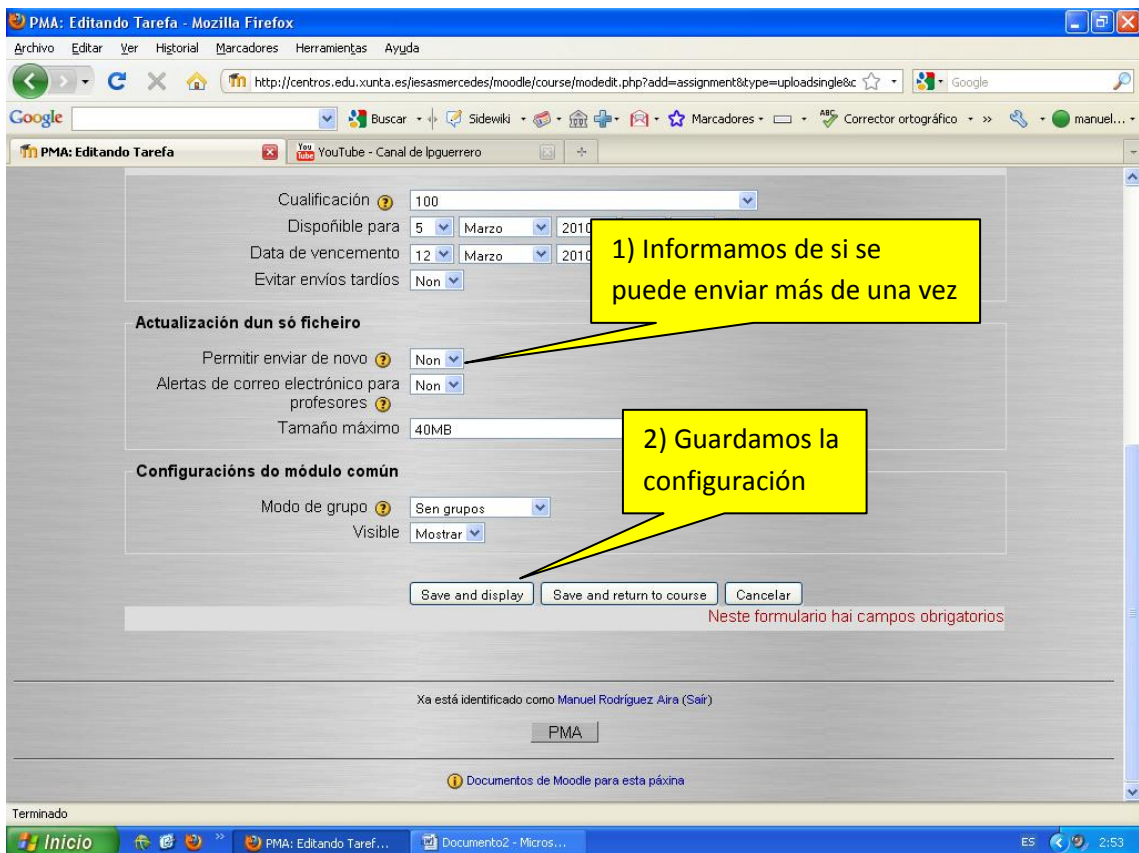 PMA: Editando Tarefa - Mozilla Firefox
Archivo Editar Ver Historial Marcadores Herramientas Ayuda
http://centros.edu.xunta.es/iesasmercedes/moodle/course/modedit.php?add=assignment&type=uploadsingle&c
Google
Google
Buscar
Sidewiki
Marcadores
ABC
Corrector ortográfico
»
manuel...
PMA: Editando Tarefa
YouTube - Canal de lpguerrero
Cualificación 100
Dispoñible para 5 Marzo 2010
Data de vencemento 12 Marzo 2010
Evitar envíos tardíos Non
1) Informamos de si se
puede enviar más de una vez
Actualización dun só ficheiro
Permitir enviar de novo Non
Alertas de correo electrónico para
profesores Non
Tamaño máximo 40MB
2) Guardamos la
configuración
Configuracións do módulo común
Modo de grupo Sen grupos
Visible Mostrar
Save and display Save and return to course Cancelar
Neste formulario hai campos obrigatorios
Xa está identificado como Manuel Rodríguez Aira (Saír)
PMA
Documentos de Moodle para esta páxina
Terminado
Inicio » PMA: Editando Taref... Documento2 - Micros... ES 2:53